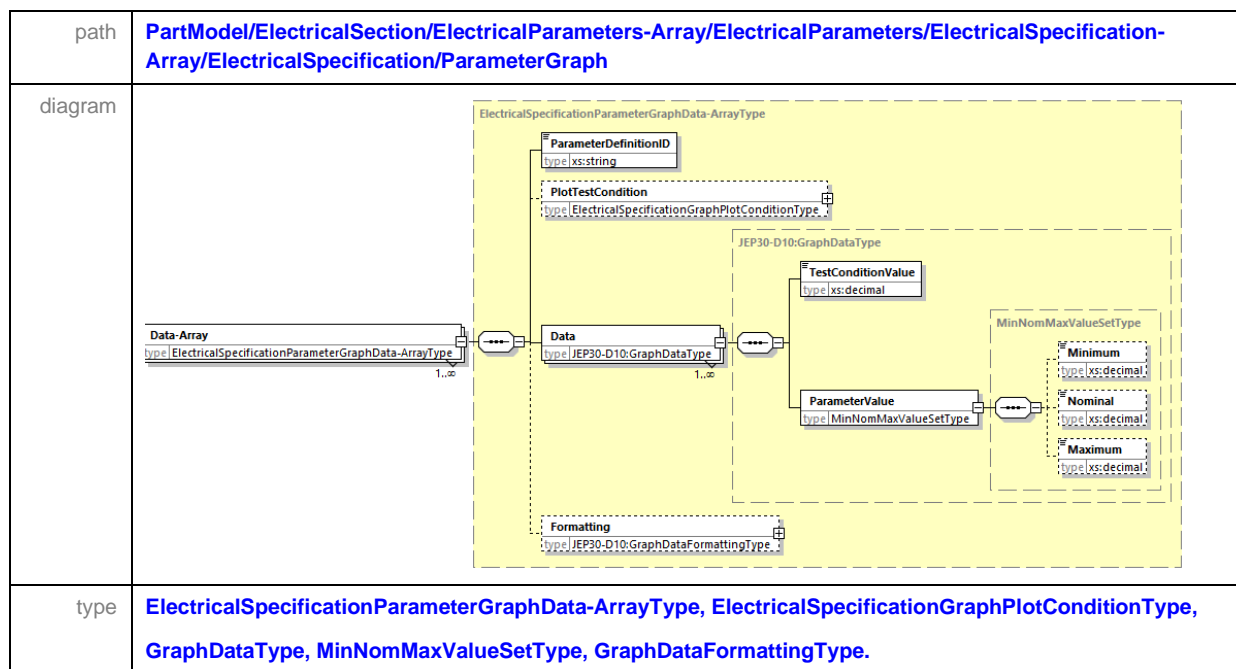 path
PartModel/ElectricalSection/ElectricalParameters-Array/ElectricalParameters/ElectricalSpecification-
Array/ElectricalSpecification/ParameterGraph
diagram
ElectricalSpecificationParameterGraphData-ArrayType
ParameterDefinitionID
type xs:string
PlotTestCondition
type ElectricalSpecificationGraphPlotConditionType
JEP30-D10:GraphDataType
TestConditionValue
type xs:decimal
MinNomMaxValueSetType
Data-Array
type ElectricalSpecificationParameterGraphData-ArrayType
1..∞
Data
type JEP30-D10:GraphDataType
1..∞
Minimum
type xs:decimal
ParameterValue
type MinNomMaxValueSetType
Nominal
type xs:decimal
Maximum
type xs:decimal
Formatting
type JEP30-D10:GraphDataFormattingType
type
ElectricalSpecificationParameterGraphData-ArrayType, ElectricalSpecificationGraphPlotConditionType,
GraphDataType, MinNomMaxValueSetType, GraphDataFormattingType.